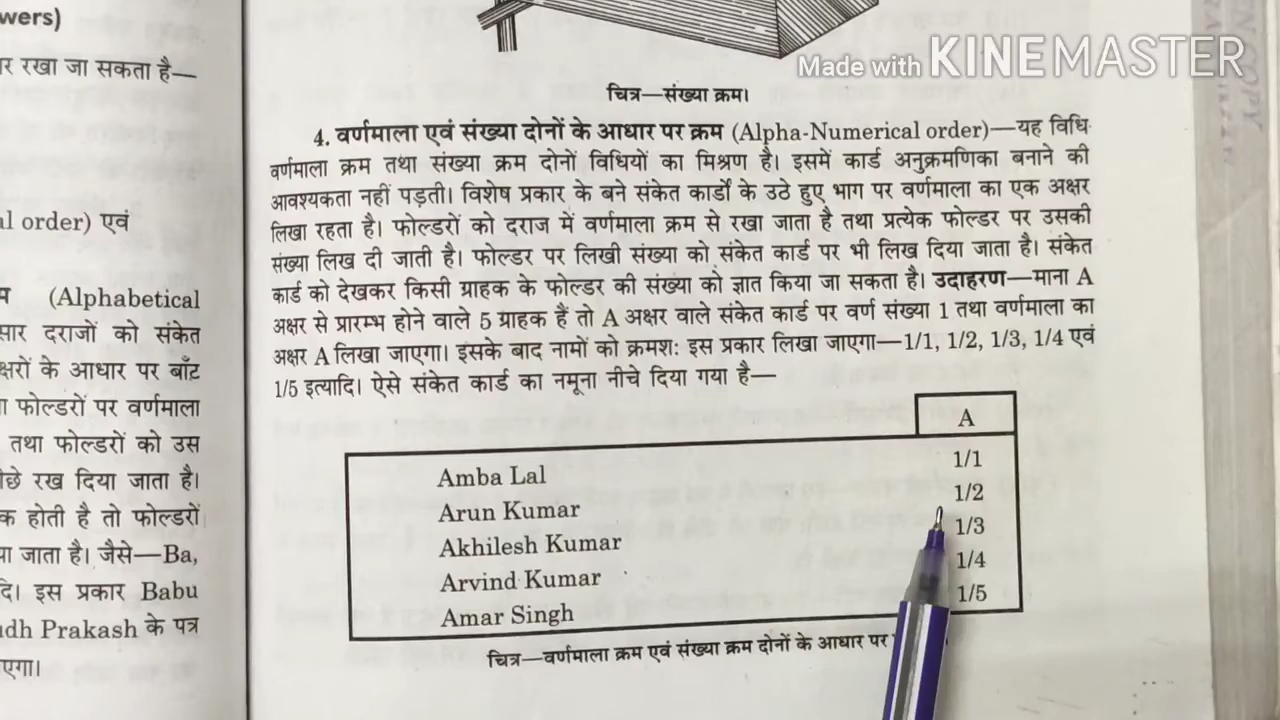 wers)
र रखा जा सकता है—
al order) एवं
(Alphabetical
सार दराजों को संकेत
क्षरों के आधार पर बाँट
फोल्डरों पर वर्णमाला
तथा फोल्डरों को उस
छे रख दिया जाता है।
क होती है तो फोल्डरों
या जाता है। जैसे—Ba,
दि। इस प्रकार Babu
ndh Prakash के पत्र
एगा।
Made with KINEMASTER
चित्र—संख्या क्रम।
4. वर्णमाला एवं संख्या दोनों के आधार पर क्रम (Alpha-Numerical order)—यह विधि
वर्णमाला क्रम तथा संख्या क्रम दोनों विधियों का मिश्रण है। इसमें कार्ड अनुक्रमणिका बनाने की
आवश्यकता नहीं पड़ती। विशेष प्रकार के बने संकेत कार्डों के उठे हुए भाग पर वर्णमाला का एक अक्षर
लिखा रहता है। फोल्डरों को दराज में वर्णमाला क्रम से रखा जाता है तथा प्रत्येक फोल्डर पर उसकी
संख्या लिख दी जाती है। फोल्डर पर लिखी संख्या को संकेत कार्ड पर भी लिख दिया जाता है। संकेत
कार्ड को देखकर किसी ग्राहक के फोल्डर की संख्या को ज्ञात किया जा सकता है। उदाहरण—माना A
अक्षर से प्रारम्भ होने वाले 5 ग्राहक हैं तो A अक्षर वाले संकेत कार्ड पर वर्ण संख्या 1 तथा वर्णमाला का
अक्षर A लिखा जाएगा। इसके बाद नामों को क्रमशः इस प्रकार लिखा जाएगा—1/1, 1/2, 1/3, 1/4 एवं
1/5 इत्यादि। ऐसे संकेत कार्ड का नमूना नीचे दिया गया है—
A
Amba Lal 1/1
Arun Kumar 1/2
Akhilesh Kumar 1/3
Arvind Kumar 1/4
Amar Singh 1/5
चित्र—वर्णमाला क्रम एवं संख्या क्रम दोनों के आधार पर